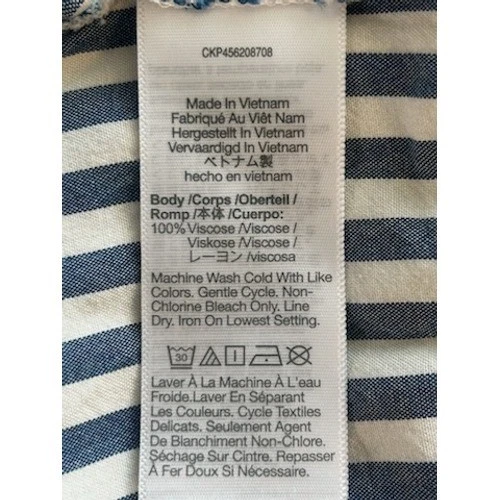 CKP456208708
Made In Vietnam
Fabriqué Au Viêt Nam
Hergestellt In Vietnam
Vervaardigd In Vietnam
ベトナム製
hecho en vietnam
Body /Corps /Oberteil /
Romp /本体 /Cuerpo:
100% Viscose /Viscose /
Viskose /Viscose /
レーヨン /viscosa
Machine Wash Cold With Like
Colors. Gentle Cycle. Non-
Chlorine Bleach Only. Line
Dry. Iron On Lowest Setting.
30
Laver À La Machine À L'eau
Froide.Laver En Séparant
Les Couleurs. Cycle Textiles
Délicats. Seulement Agent
De Blanchiment Non-Chlore.
Séchage Sur Cintre. Repasser
À Fer Doux Si Nécessaire.